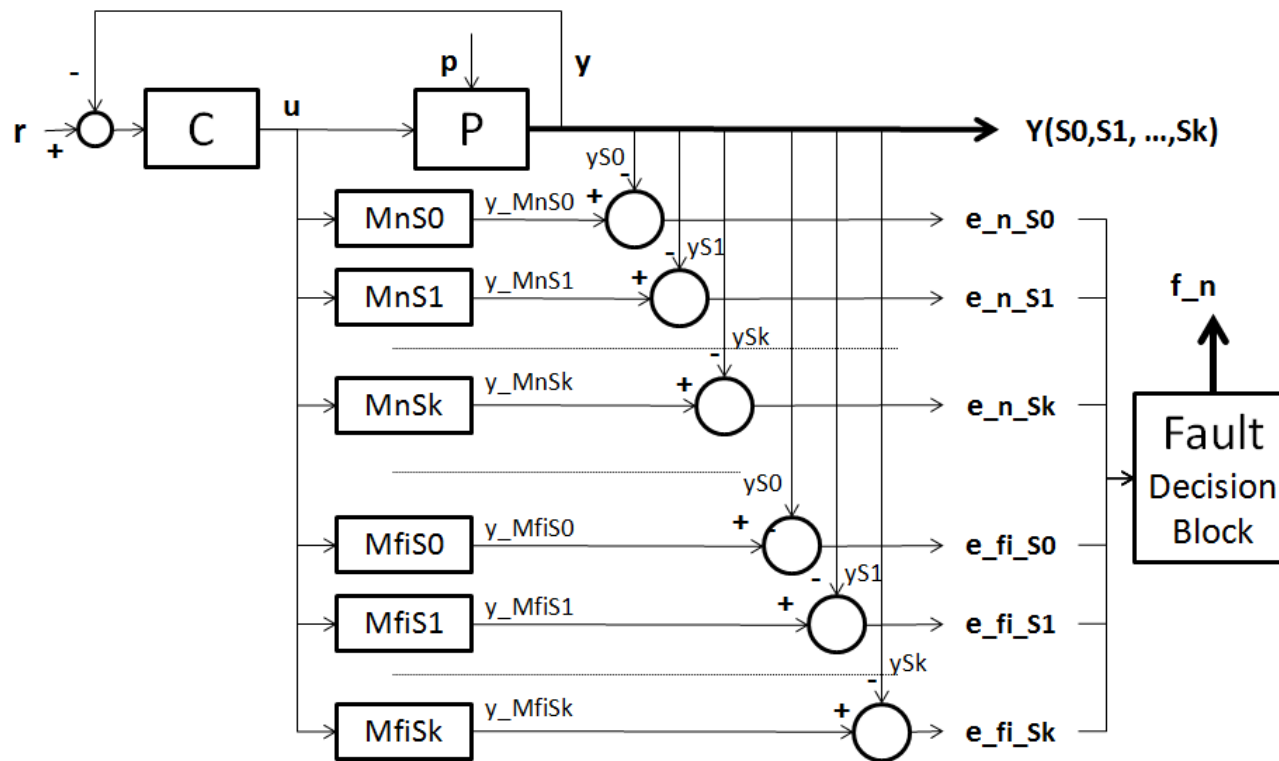 -
p
y
r
+
C
u
P
Y(S0,S1, ...,Sk)
yS0
-
MnS0
y_MnS0
+
e_n_S0
yS1
-
MnS1
y_MnS1
+
e_n_S1
f_n
ySk
-
MnSk
y_MnSk
+
e_n_Sk
Fault
Decision
Block
yS0
-
MfiS0
y_MfiS0
+
e_fi_S0
yS1
-
MfiS1
y_MfiS1
+
e_fi_S1
ySk
-
MfiSk
y_MfiSk
+
e_fi_Sk